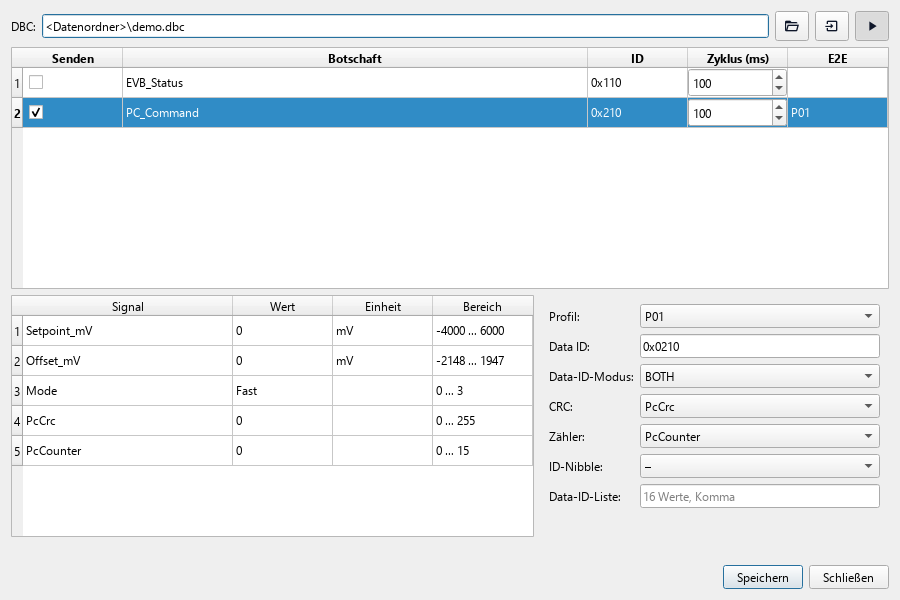 DBC: <Datenordner>\demo.dbc
Senden Botschaft ID Zyklus (ms) E2E
1 EVB_Status 0x110 100
2 PC_Command 0x210 100 P01
Signal Wert Einheit Bereich
1 Setpoint_mV 0 mV -4000 ... 6000
2 Offset_mV 0 mV -2148 ... 1947
3 Mode Fast 0 ... 3
4 PcCrc 0 0 ... 255
5 PcCounter 0 0 ... 15
Profil: P01
Data ID: 0x0210
Data-ID-Modus: BOTH
CRC: PcCrc
Zähler: PcCounter
ID-Nibble: –
Data-ID-Liste: 16 Werte, Komma
Speichern Schließen